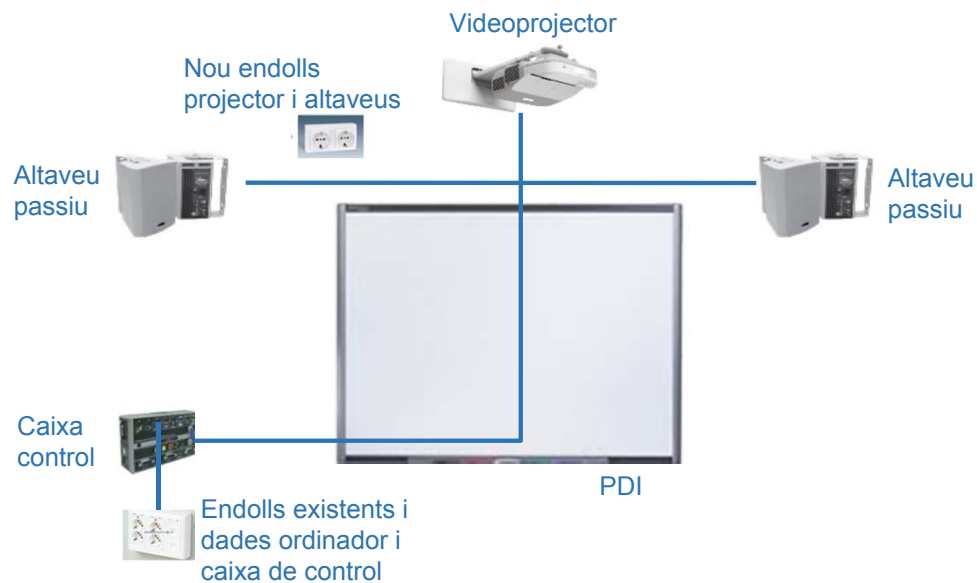 Videoprojector
Nou endolls
projector i altaveus
Altaveu
passiu
Altaveu
passiu
Caixa
control
PDI
Endolls existents i
dades ordinador i
caixa de control